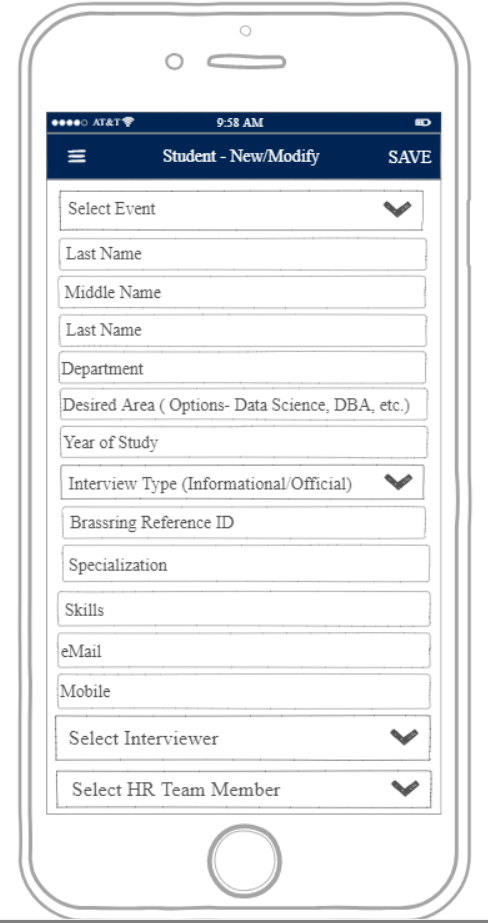 AT&T 9:58 AM
Student - New/Modify SAVE
Select Event
Last Name
Middle Name
Last Name
Department
Desired Area ( Options- Data Science, DBA, etc.)
Year of Study
Interview Type (Informational/Official)
Brassring Reference ID
Specialization
Skills
eMail
Mobile
Select Interviewer
Select HR Team Member